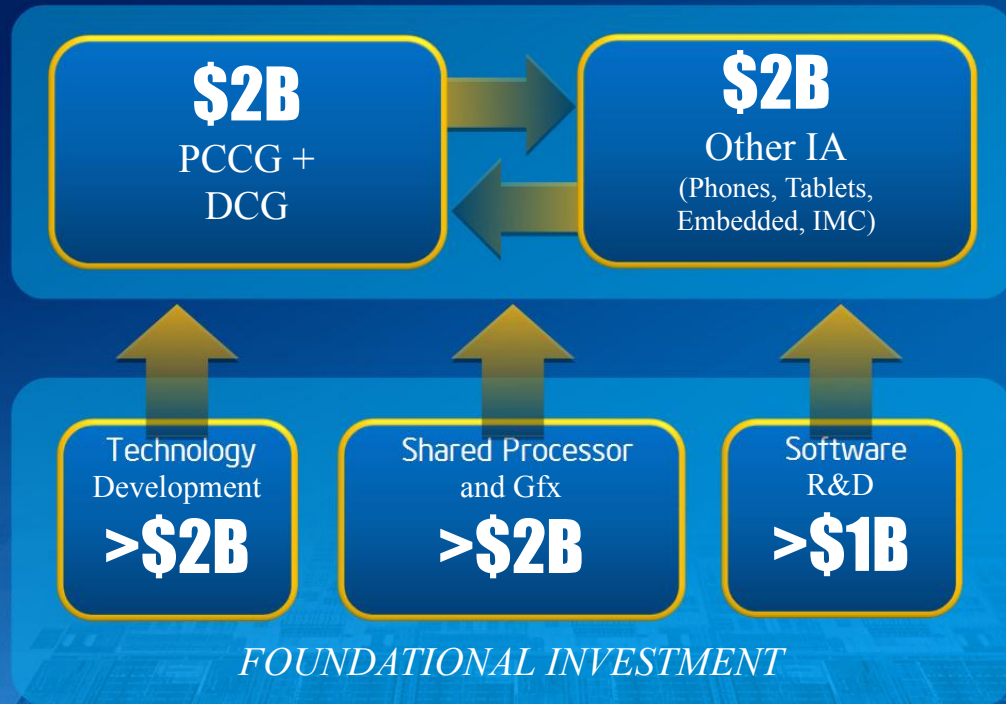 $2B
PCCG +
DCG
$2B
Other IA
(Phones, Tablets,
Embedded, IMC)
Technology
Development
>$2B
Shared Processor
and Gfx
>$2B
Software
R&D
>$1B
FOUNDATIONAL INVESTMENT